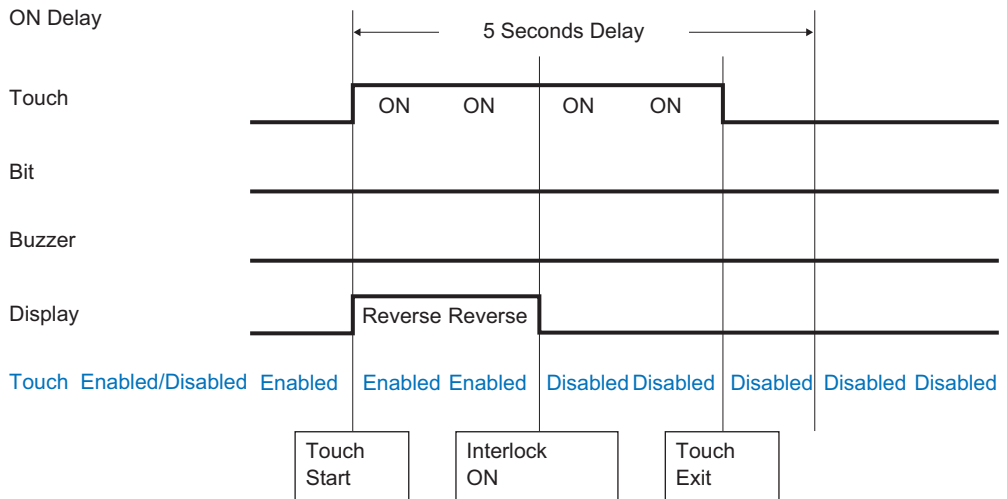 ON Delay
5 Seconds Delay
Touch
ON ON ON ON
Bit
Buzzer
Display
Reverse Reverse
Touch Enabled/Disabled Enabled Enabled Enabled Disabled Disabled Disabled Disabled Disabled
Touch
Start
Interlock
ON
Touch
Exit